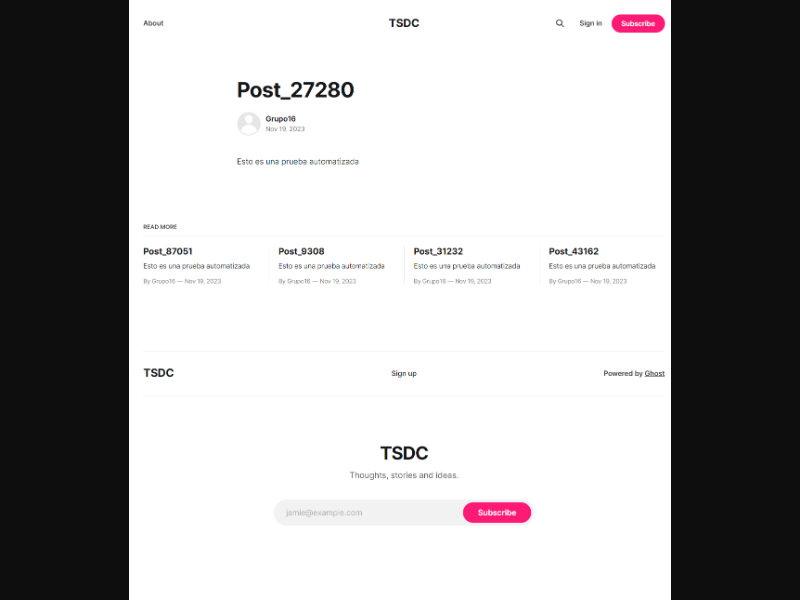 About
TSDC
Sign in
Subscribe
Post_27280
Grupo16
Nov 19, 2023
Esto es una prueba automatizada
READ MORE
Post_87051
Esto es una prueba automatizada
By Grupo16 — Nov 19, 2023
Post_9308
Esto es una prueba automatizada
By Grupo16 — Nov 19, 2023
Post_31232
Esto es una prueba automatizada
By Grupo16 — Nov 19, 2023
Post_43162
Esto es una prueba automatizada
By Grupo16 — Nov 19, 2023
TSDC
Sign up
Powered by Ghost
TSDC
Thoughts, stories and ideas.
jamie@example.com
Subscribe